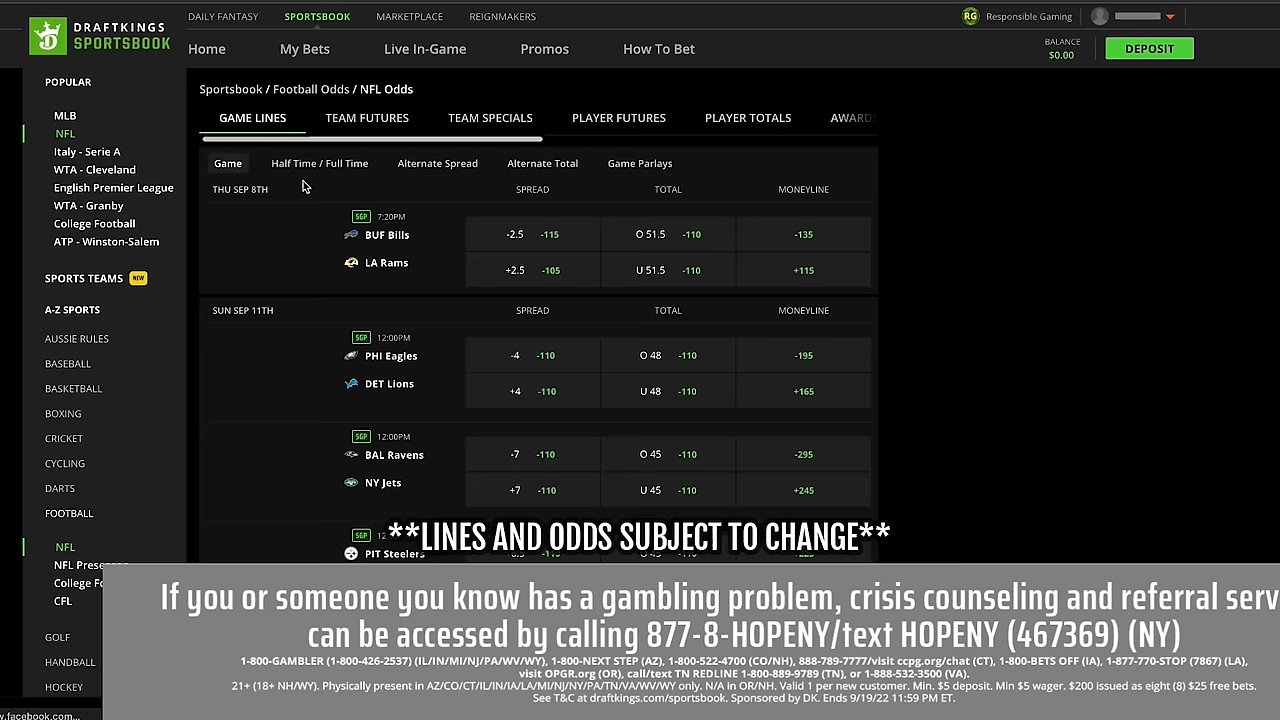 DRAFTKINGS
SPORTSBOOK
DAILY FANTASY SPORTSBOOK MARKETPLACE REIGNMAKERS
RG Responsible Gaming
Home My Bets Live In-Game Promos How To Bet
BALANCE
$0.00
DEPOSIT
POPULAR
MLB
NFL
Italy - Serie A
WTA - Cleveland
English Premier League
WTA - Granby
College Football
ATP - Winston-Salem
SPORTS TEAMS NEW
A-Z SPORTS
AUSSIE RULES
BASEBALL
BASKETBALL
BOXING
CRICKET
CYCLING
DARTS
FOOTBALL
NFL
NFL
College
CFL
GOLF
HANDBALL
HOCKEY
Sportsbook / Football Odds / NFL Odds
GAME LINES TEAM FUTURES TEAM SPECIALS PLAYER FUTURES PLAYER TOTALS AWARD
Game Half Time / Full Time Alternate Spread Alternate Total Game Parlays
THU SEP 8TH SPREAD TOTAL MONEYLINE
SGP 7:20PM
BUF Bills -2.5 -115 O 51.5 -110 -135
LA Rams +2.5 -105 U 51.5 -110 +115
SUN SEP 11TH SPREAD TOTAL MONEYLINE
SGP 12:00PM
PHI Eagles -4 -110 O 48 -110 -195
DET Lions +4 -110 U 48 -110 +165
SGP 12:00PM
BAL Ravens -7 -110 O 45 -110 -295
NY Jets +7 -110 U 45 -110 +245
SGP
PIT Steelers
**LINES AND ODDS SUBJECT TO CHANGE**
If you or someone you know has a gambling problem, crisis counseling and referral serv
can be accessed by calling 877-8-HOPENY/text HOPENY (467369) (NY)
1-800-GAMBLER (1-800-426-2537) (IL/IN/MI/NJ/PA/WV/WY), 1-800-NEXT STEP (AZ), 1-800-522-4700 (CO/NH), 888-789-7777/visit ccpg.org/chat (CT), 1-800-BETS OFF (IA), 1-877-770-STOP (7867) (LA),
visit OPGR.org (OR), call/text TN REDLINE 1-800-889-9789 (TN), or 1-888-532-3500 (VA).
21+ (18+ NH/WY). Physically present in AZ/CO/CT/IL/IN/IA/LA/MI/NJ/NY/PA/TN/VA/WV/WY only. N/A in OR/NH. Valid 1 per new customer. Min. $5 deposit. Min $5 wager. $200 issued as eight (8) $25 free bets.
See T&C at draftkings.com/sportsbook. Sponsored by DK. Ends 9/19/22 11:59 PM ET.
w.facebook.com...